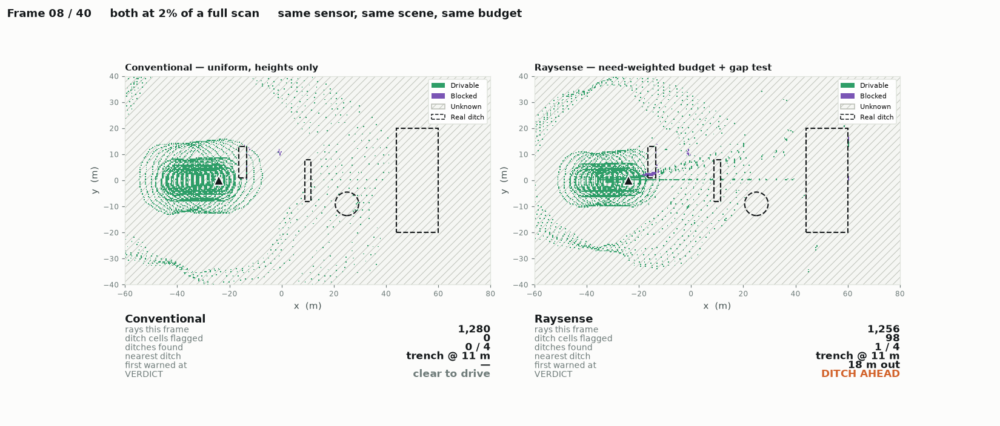 Frame 08 / 40     both at 2% of a full scan     same sensor, same scene, same budget
Conventional — uniform, heights only
40
30
20
10
0
−10
−20
−30
−40
y (m)
−60 −40 −20 0 20 40 60 80
x (m)
Drivable
Blocked
Unknown
Real ditch
Raysense — need-weighted budget + gap test
40
30
20
10
0
−10
−20
−30
−40
y (m)
−60 −40 −20 0 20 40 60 80
x (m)
Drivable
Blocked
Unknown
Real ditch
Conventional
rays this frame 1,280
ditch cells flagged 0
ditches found 0 / 4
nearest ditch trench @ 11 m
first warned at —
VERDICT clear to drive
Raysense
rays this frame 1,256
ditch cells flagged 98
ditches found 1 / 4
nearest ditch trench @ 11 m
first warned at 18 m out
VERDICT DITCH AHEAD